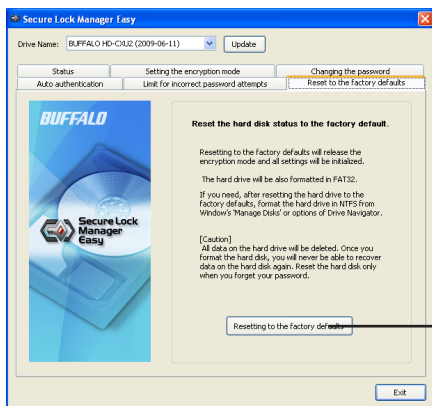 Secure Lock Manager Easy
Drive Name: BUFFALO HD-CXU2 (2009-06-11) Update
Status Setting the encryption mode Changing the password
Auto authentication Limit for incorrect password attempts Reset to the factory defaults
BUFFALO
Secure Lock
Manager
Easy
Reset the hard disk status to the factory default.
Resetting to the factory defaults will release the
encryption mode and all settings will be initialized.
The hard drive will be also formatted in FAT32.
If you need, after resetting the hard drive to the
factory defaults, format the hard drive in NTFS from
Window's 'Manage Disks' or options of Drive Navigator.
[Caution]
All data on the hard drive will be deleted. Once you
format the hard disk, you will never be able to recover
data on the hard disk again. Reset the hard disk only
when you forget your password.
Resetting to the factory defaults
Exit